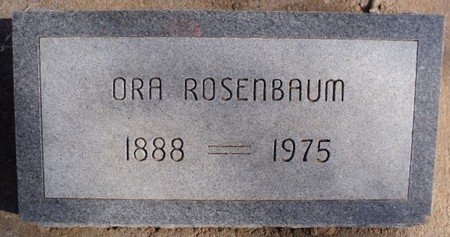 ORA ROSENBAUM
1888 = 1975